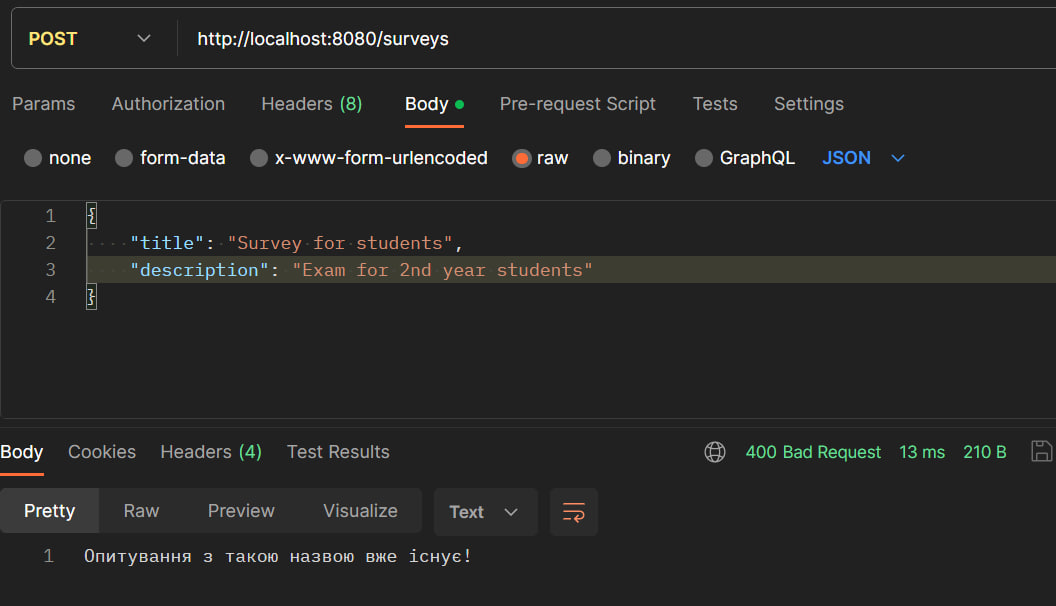 POST http://localhost:8080/surveys
Params Authorization Headers (8) Body Pre-request Script Tests Settings
none form-data x-www-form-urlencoded raw binary GraphQL JSON
1 {
2 "title": "Survey for students",
3 "description": "Exam for 2nd year students"
4 }
Body Cookies Headers (4) Test Results 400 Bad Request 13 ms 210 B
Pretty Raw Preview Visualize Text
1 Опитування з такою назвою вже існує!